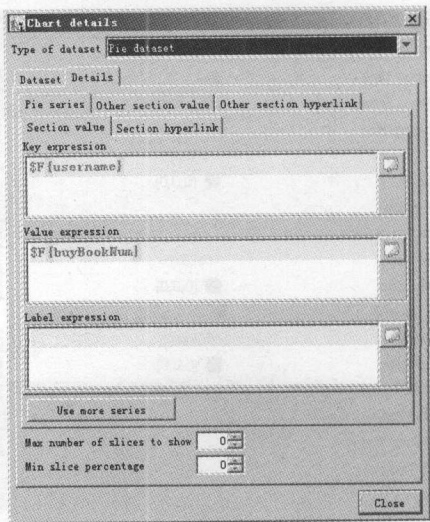 Chart details
Type of dataset Pie dataset
Dataset Details
Pie series Other section value Other section hyperlink
Section value Section hyperlink
Key expression
$F{username}
Value expression
$F{buyBookNum}
Label expression
Use more series
Max number of slices to show 0
Min slice percentage 0
Close